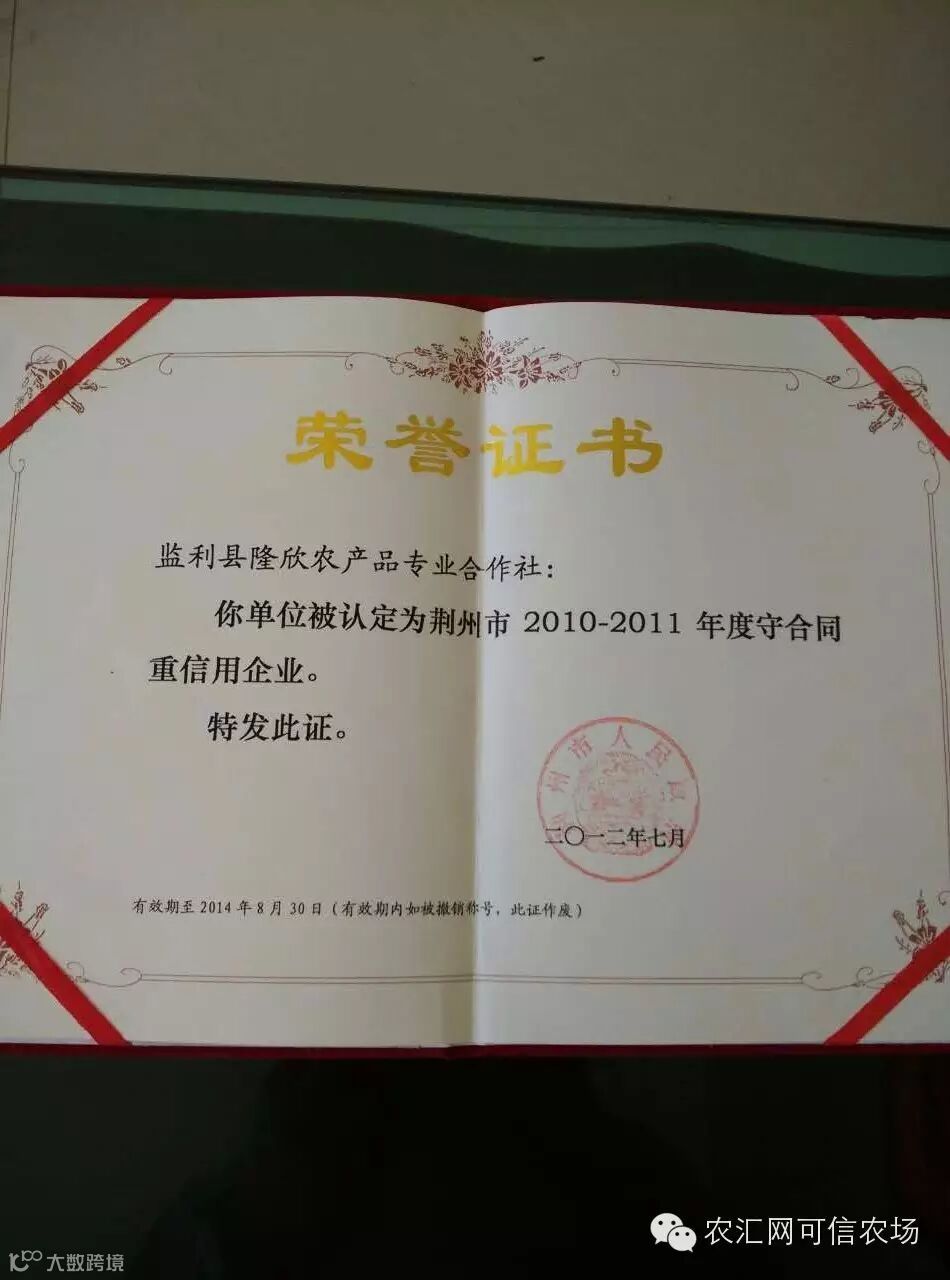 荣誉证书
监利县隆欣农产品专业合作社：
你单位被认定为荆州市 2010-2011 年度守合同
重信用企业。
特发此证。
州市人民
二〇一二年七月
有效期至 2014 年 8 月 30 日（有效期内如被撤销称号，此证作废）
农汇网可信农场
大数跨境